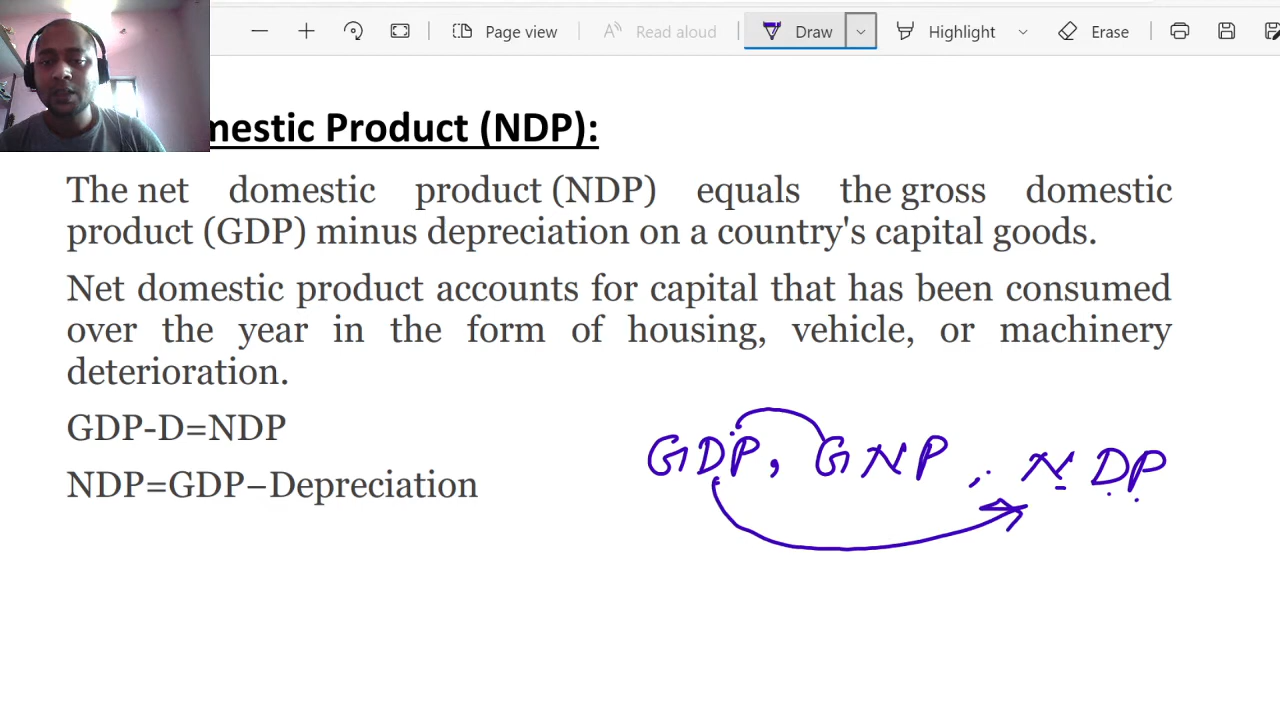 Page view Read aloud Draw Highlight Erase
mestic Product (NDP):
The net domestic product (NDP) equals the gross domestic
product (GDP) minus depreciation on a country's capital goods.
Net domestic product accounts for capital that has been consumed
over the year in the form of housing, vehicle, or machinery
deterioration.
GDP-D=NDP
GDP, GNP, NDP
NDP=GDP–Depreciation